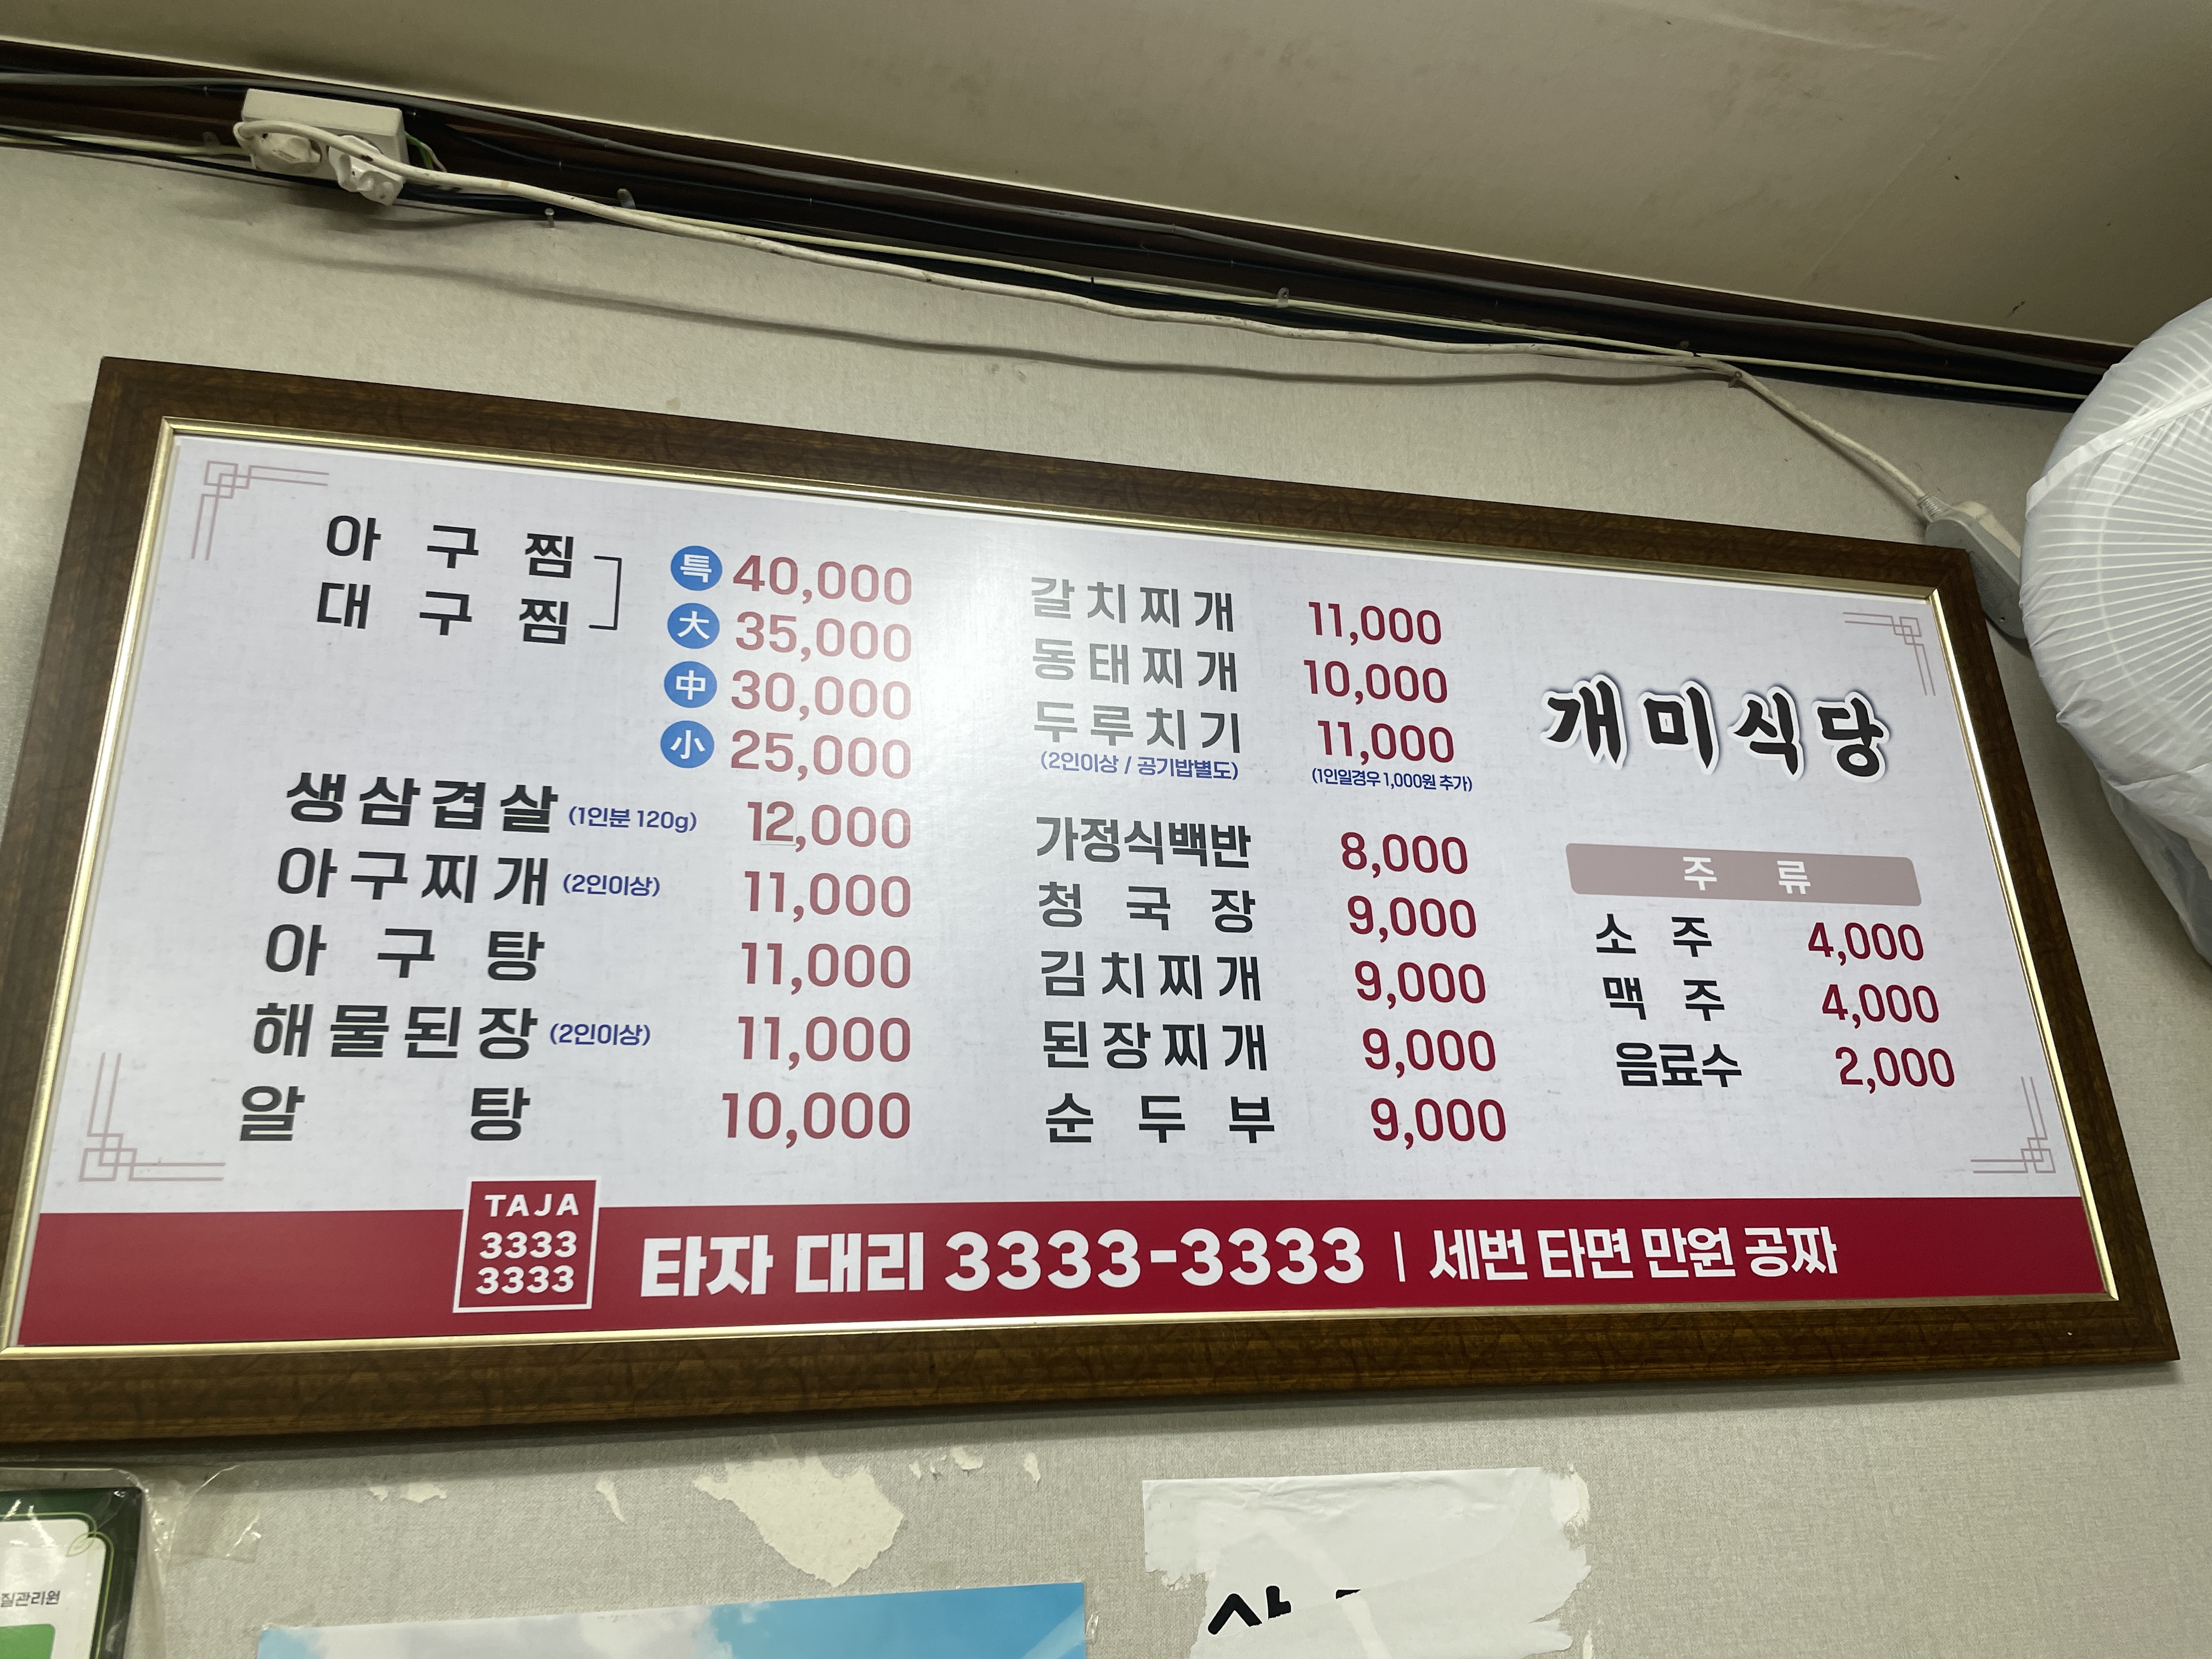 아구찜
대구찜
특 40,000
大 35,000
中 30,000
小 25,000
생삼겹살 (1인분 120g) 12,000
아구찌개 (2인이상) 11,000
아구탕 11,000
해물된장 (2인이상) 11,000
알탕 10,000
갈치찌개 11,000
동태찌개 10,000
두루치기 11,000
(2인이상 / 공기밥별도) (1인일경우 1,000원 추가)
가정식백반 8,000
청국장 9,000
김치찌개 9,000
된장찌개 9,000
순두부 9,000
개미식당
주류
소주 4,000
맥주 4,000
음료수 2,000
TAJA
3333
3333
타자 대리 3333-3333 | 세번 타면 만원 공짜
질관리원